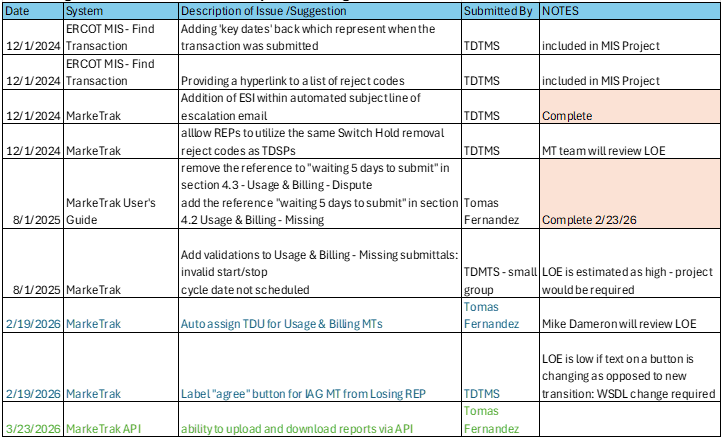 Date System Description of Issue /Suggestion Submitted By NOTES
ERCOT MIS - Find Adding 'key dates' back which represent when the
12/1/2024 Transaction transaction was submitted TDTMS included in MIS Project
ERCOT MIS - Find
12/1/2024 Transaction Providing a hyperlink to a list of reject codes TDTMS included in MIS Project
Addition of ESI within automated subject line of
12/1/2024 MarkeTrak escalation email TDTMS Complete
alllow REPs to utilize the same Switch Hold removal
12/1/2024 MarkeTrak reject codes as TDSPs TDTMS MT team will review LOE
remove the reference to "waiting 5 days to submit" in
section 4.3 - Usage & Billing - Dispute
MarkeTrak User's add the reference "waiting 5 days to submit" in section Tomas
8/1/2025 Guide 4.2 Usage & Billing - Missing Fernandez Complete 2/23/26
Add validations to Usage & Billing - Missing submittals:
invalid start/stop TDMTS - small LOE is estimated as high - project
8/1/2025 MarkeTrak cycle date not scheduled group would be required
Tomas
2/19/2026 MarkeTrak Auto assign TDU for Usage & Billing MTs Fernandez Mike Dameron will review LOE
LOE is low if text on a button is
changing as opposed to new
2/19/2026 MarkeTrak Label "agree" button for IAG MT from Losing REP TDTMS transition: WSDL change required
Tomas
3/23/2026 MarkeTrak API ability to upload and download reports via API Fernandez